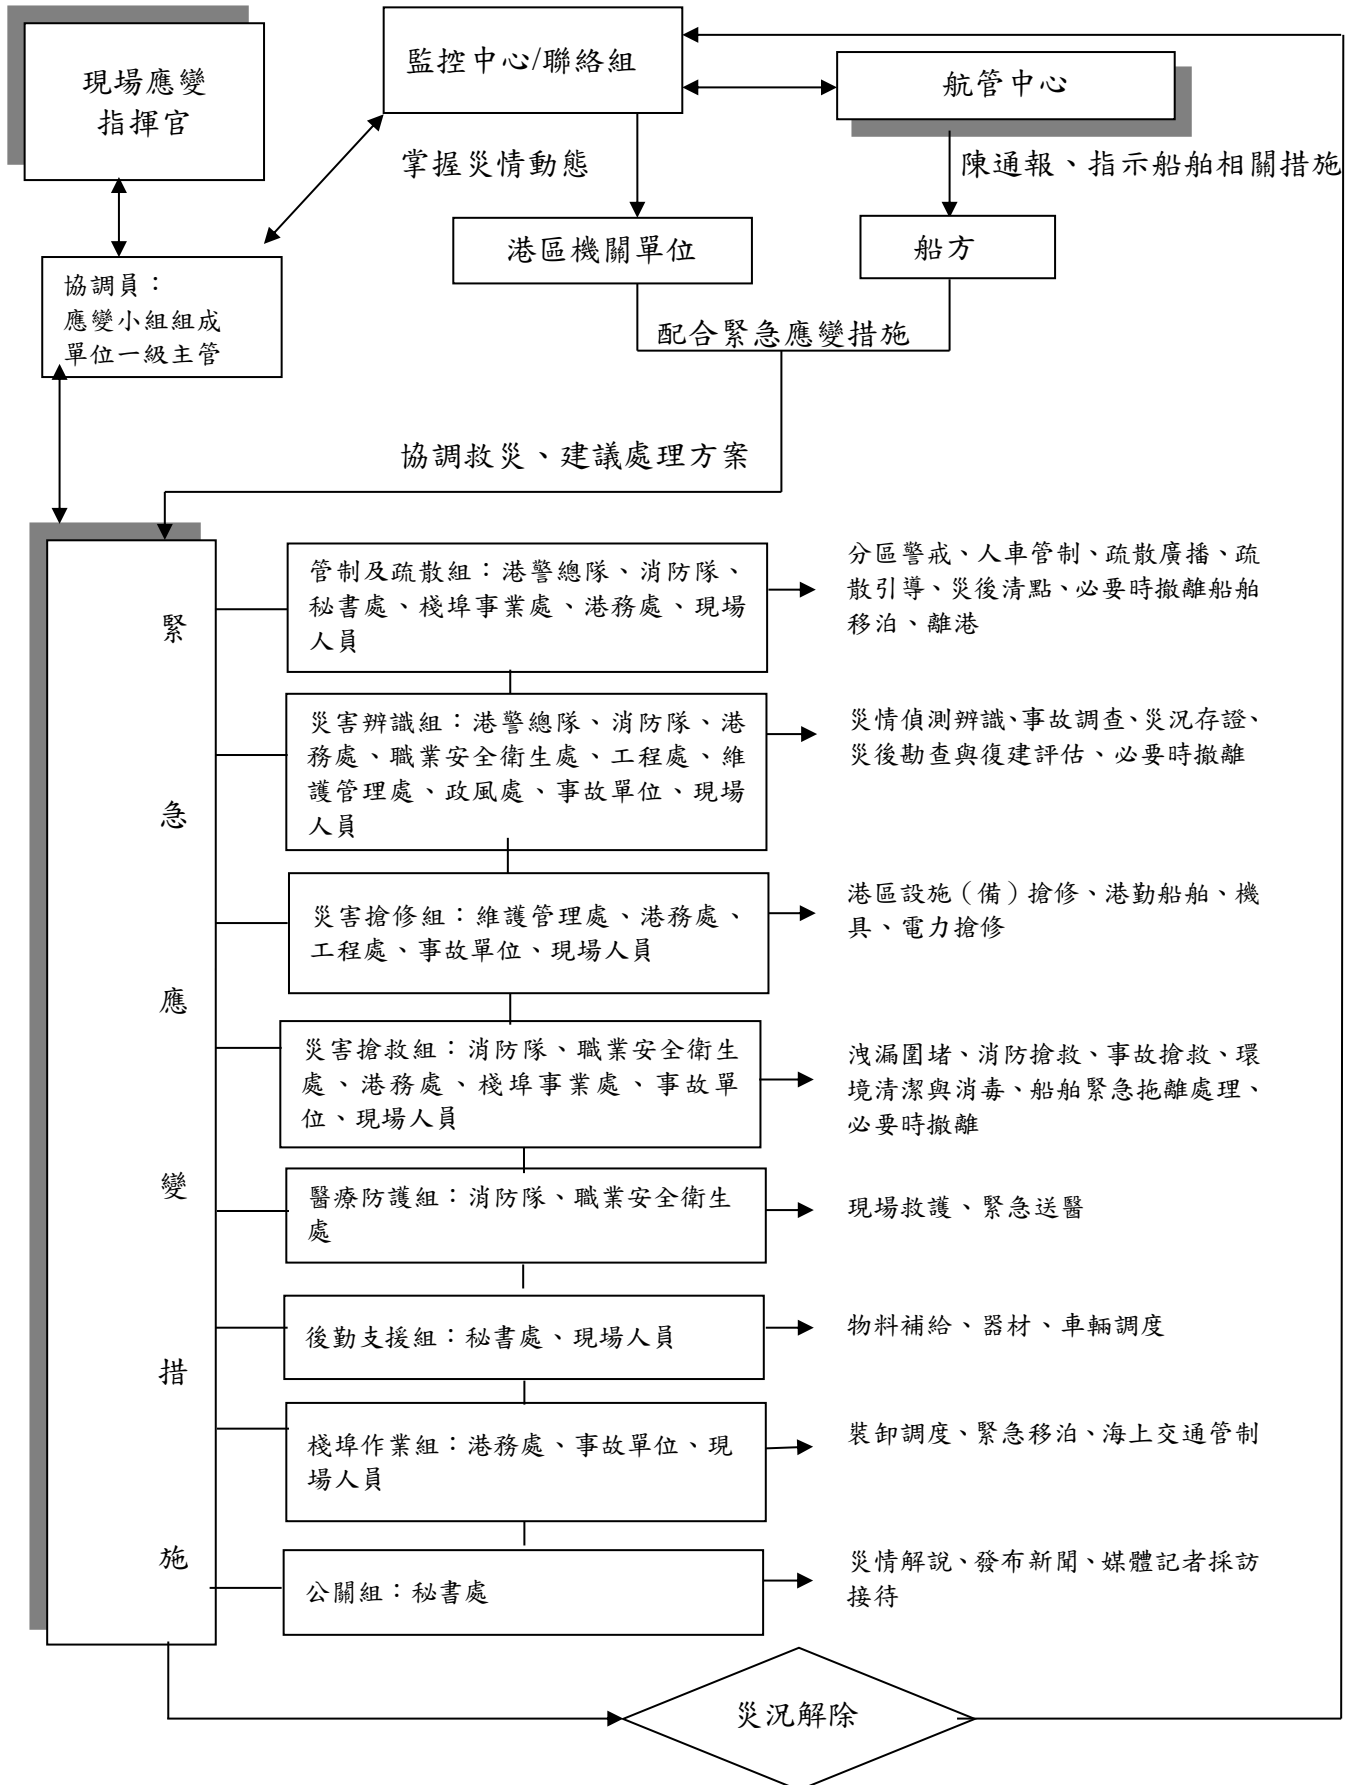 現場應變
指揮官
監控中心/聯絡組
航管中心
掌握災情動態
陳通報、指示船舶相關措施
港區機關單位
船方
協調員：
應變小組組成
單位一級主管
配合緊急應變措施
協調救災、建議處理方案
緊
急
應
變
措
施
管制及疏散組：港警總隊、消防隊、
秘書處、棧埠事業處、港務處、現場
人員
分區警戒、人車管制、疏散廣播、疏
散引導、災後清點、必要時撤離船舶
移泊、離港
災害辨識組：港警總隊、消防隊、港
務處、職業安全衛生處、工程處、維
護管理處、政風處、事故單位、現場
人員
災情偵測辨識、事故調查、災況存證、
災後勘查與復建評估、必要時撤離
災害搶修組：維護管理處、港務處、
工程處、事故單位、現場人員
港區設施（備）搶修、港勤船舶、機
具、電力搶修
災害搶救組：消防隊、職業安全衛生
處、港務處、棧埠事業處、事故單
位、現場人員
洩漏圍堵、消防搶救、事故搶救、環
境清潔與消毒、船舶緊急拖離處理、
必要時撤離
醫療防護組：消防隊、職業安全衛生
處
現場救護、緊急送醫
後勤支援組：秘書處、現場人員
物料補給、器材、車輛調度
棧埠作業組：港務處、事故單位、現
場人員
裝卸調度、緊急移泊、海上交通管制
公關組：秘書處
災情解說、發布新聞、媒體記者採訪
接待
災況解除